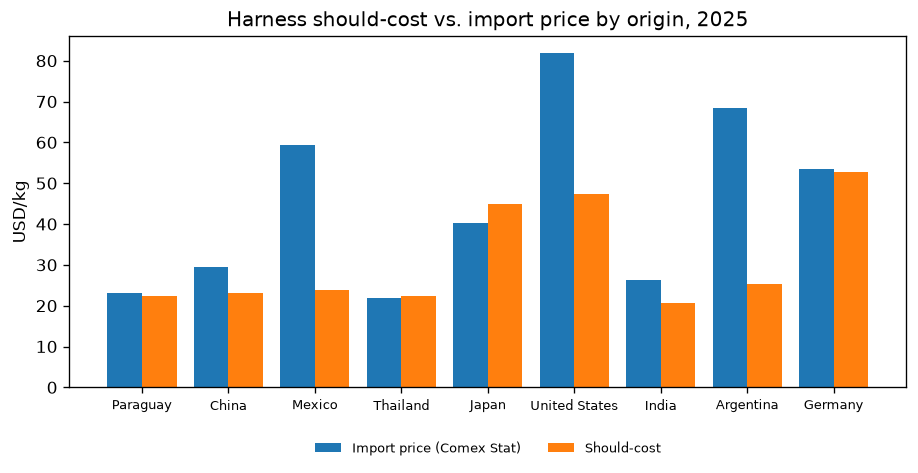 Harness should-cost vs. import price by origin, 2025
USD/kg
80
70
60
50
40
30
20
10
0
Paraguay China Mexico Thailand Japan United States India Argentina Germany
Import price (Comex Stat) Should-cost